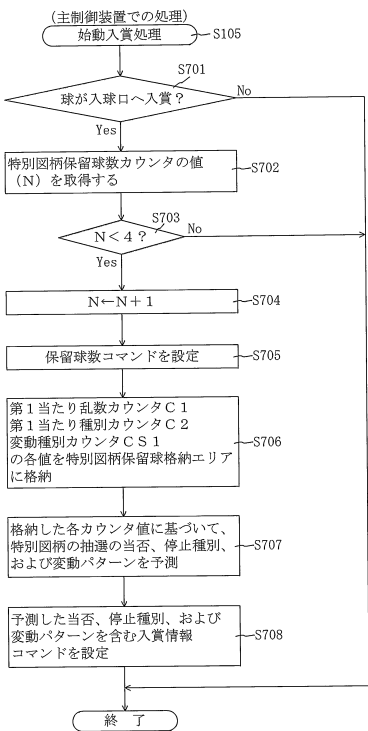 (主制御装置での処理)
始動入賞処理
S105
S701
球が入球口へ入賞？
No
Yes
特別図柄保留球数カウンタの値
（N）を取得する
S702
S703
N＜4？
No
Yes
N←N＋1
S704
保留球数コマンドを設定
S705
第1当たり乱数カウンタC1
第1当たり種別カウンタC2
変動種別カウンタCS1
の各値を特別図柄保留球格納エリア
に格納
S706
格納した各カウンタ値に基づいて、
特別図柄の抽選の当否、停止種別、
および変動パターンを予測
S707
予測した当否、停止種別、および
変動パターンを含む入賞情報
コマンドを設定
S708
終　了